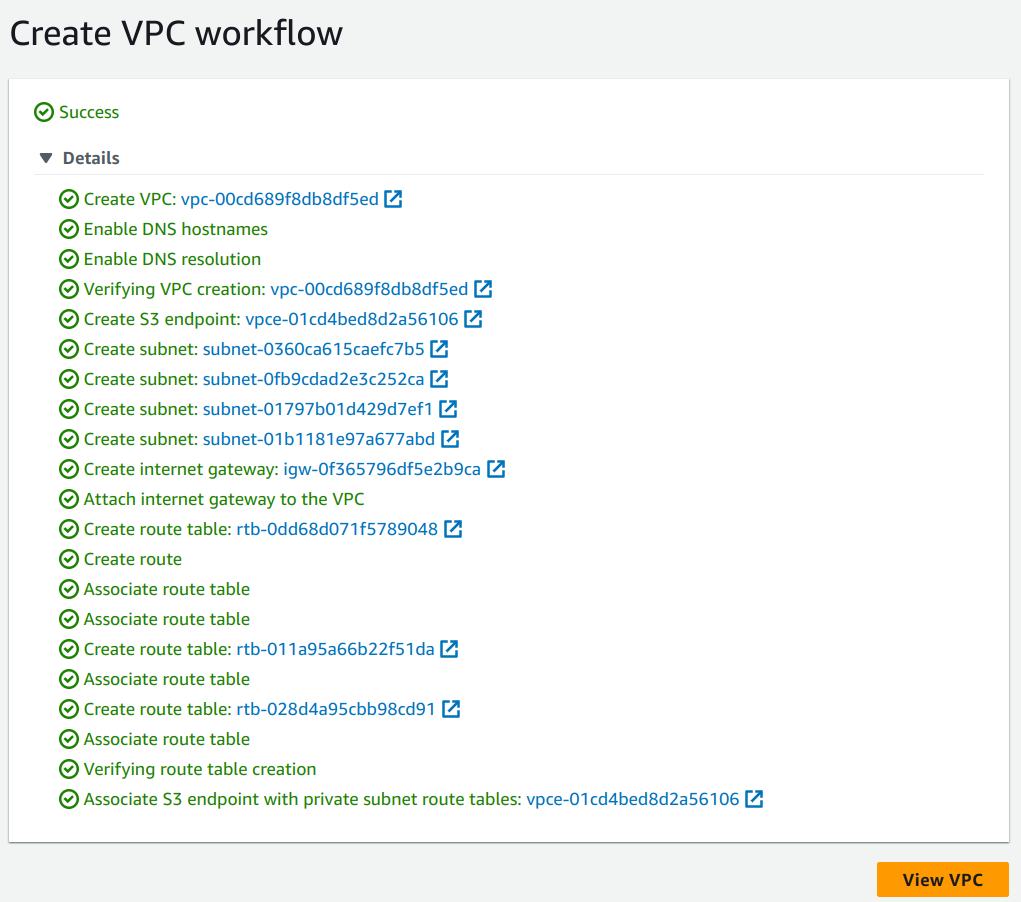 Create VPC workflow
Success
Details
Create VPC: vpc-00cd689f8db8df5ed
Enable DNS hostnames
Enable DNS resolution
Verifying VPC creation: vpc-00cd689f8db8df5ed
Create S3 endpoint: vpce-01cd4bed8d2a56106
Create subnet: subnet-0360ca615caefc7b5
Create subnet: subnet-0fb9cdad2e3c252ca
Create subnet: subnet-01797b01d429d7ef1
Create subnet: subnet-01b1181e97a677abd
Create internet gateway: igw-0f365796df5e2b9ca
Attach internet gateway to the VPC
Create route table: rtb-0dd68d071f5789048
Create route
Associate route table
Associate route table
Create route table: rtb-011a95a66b22f51da
Associate route table
Create route table: rtb-028d4a95cbb98cd91
Associate route table
Verifying route table creation
Associate S3 endpoint with private subnet route tables: vpce-01cd4bed8d2a56106
View VPC